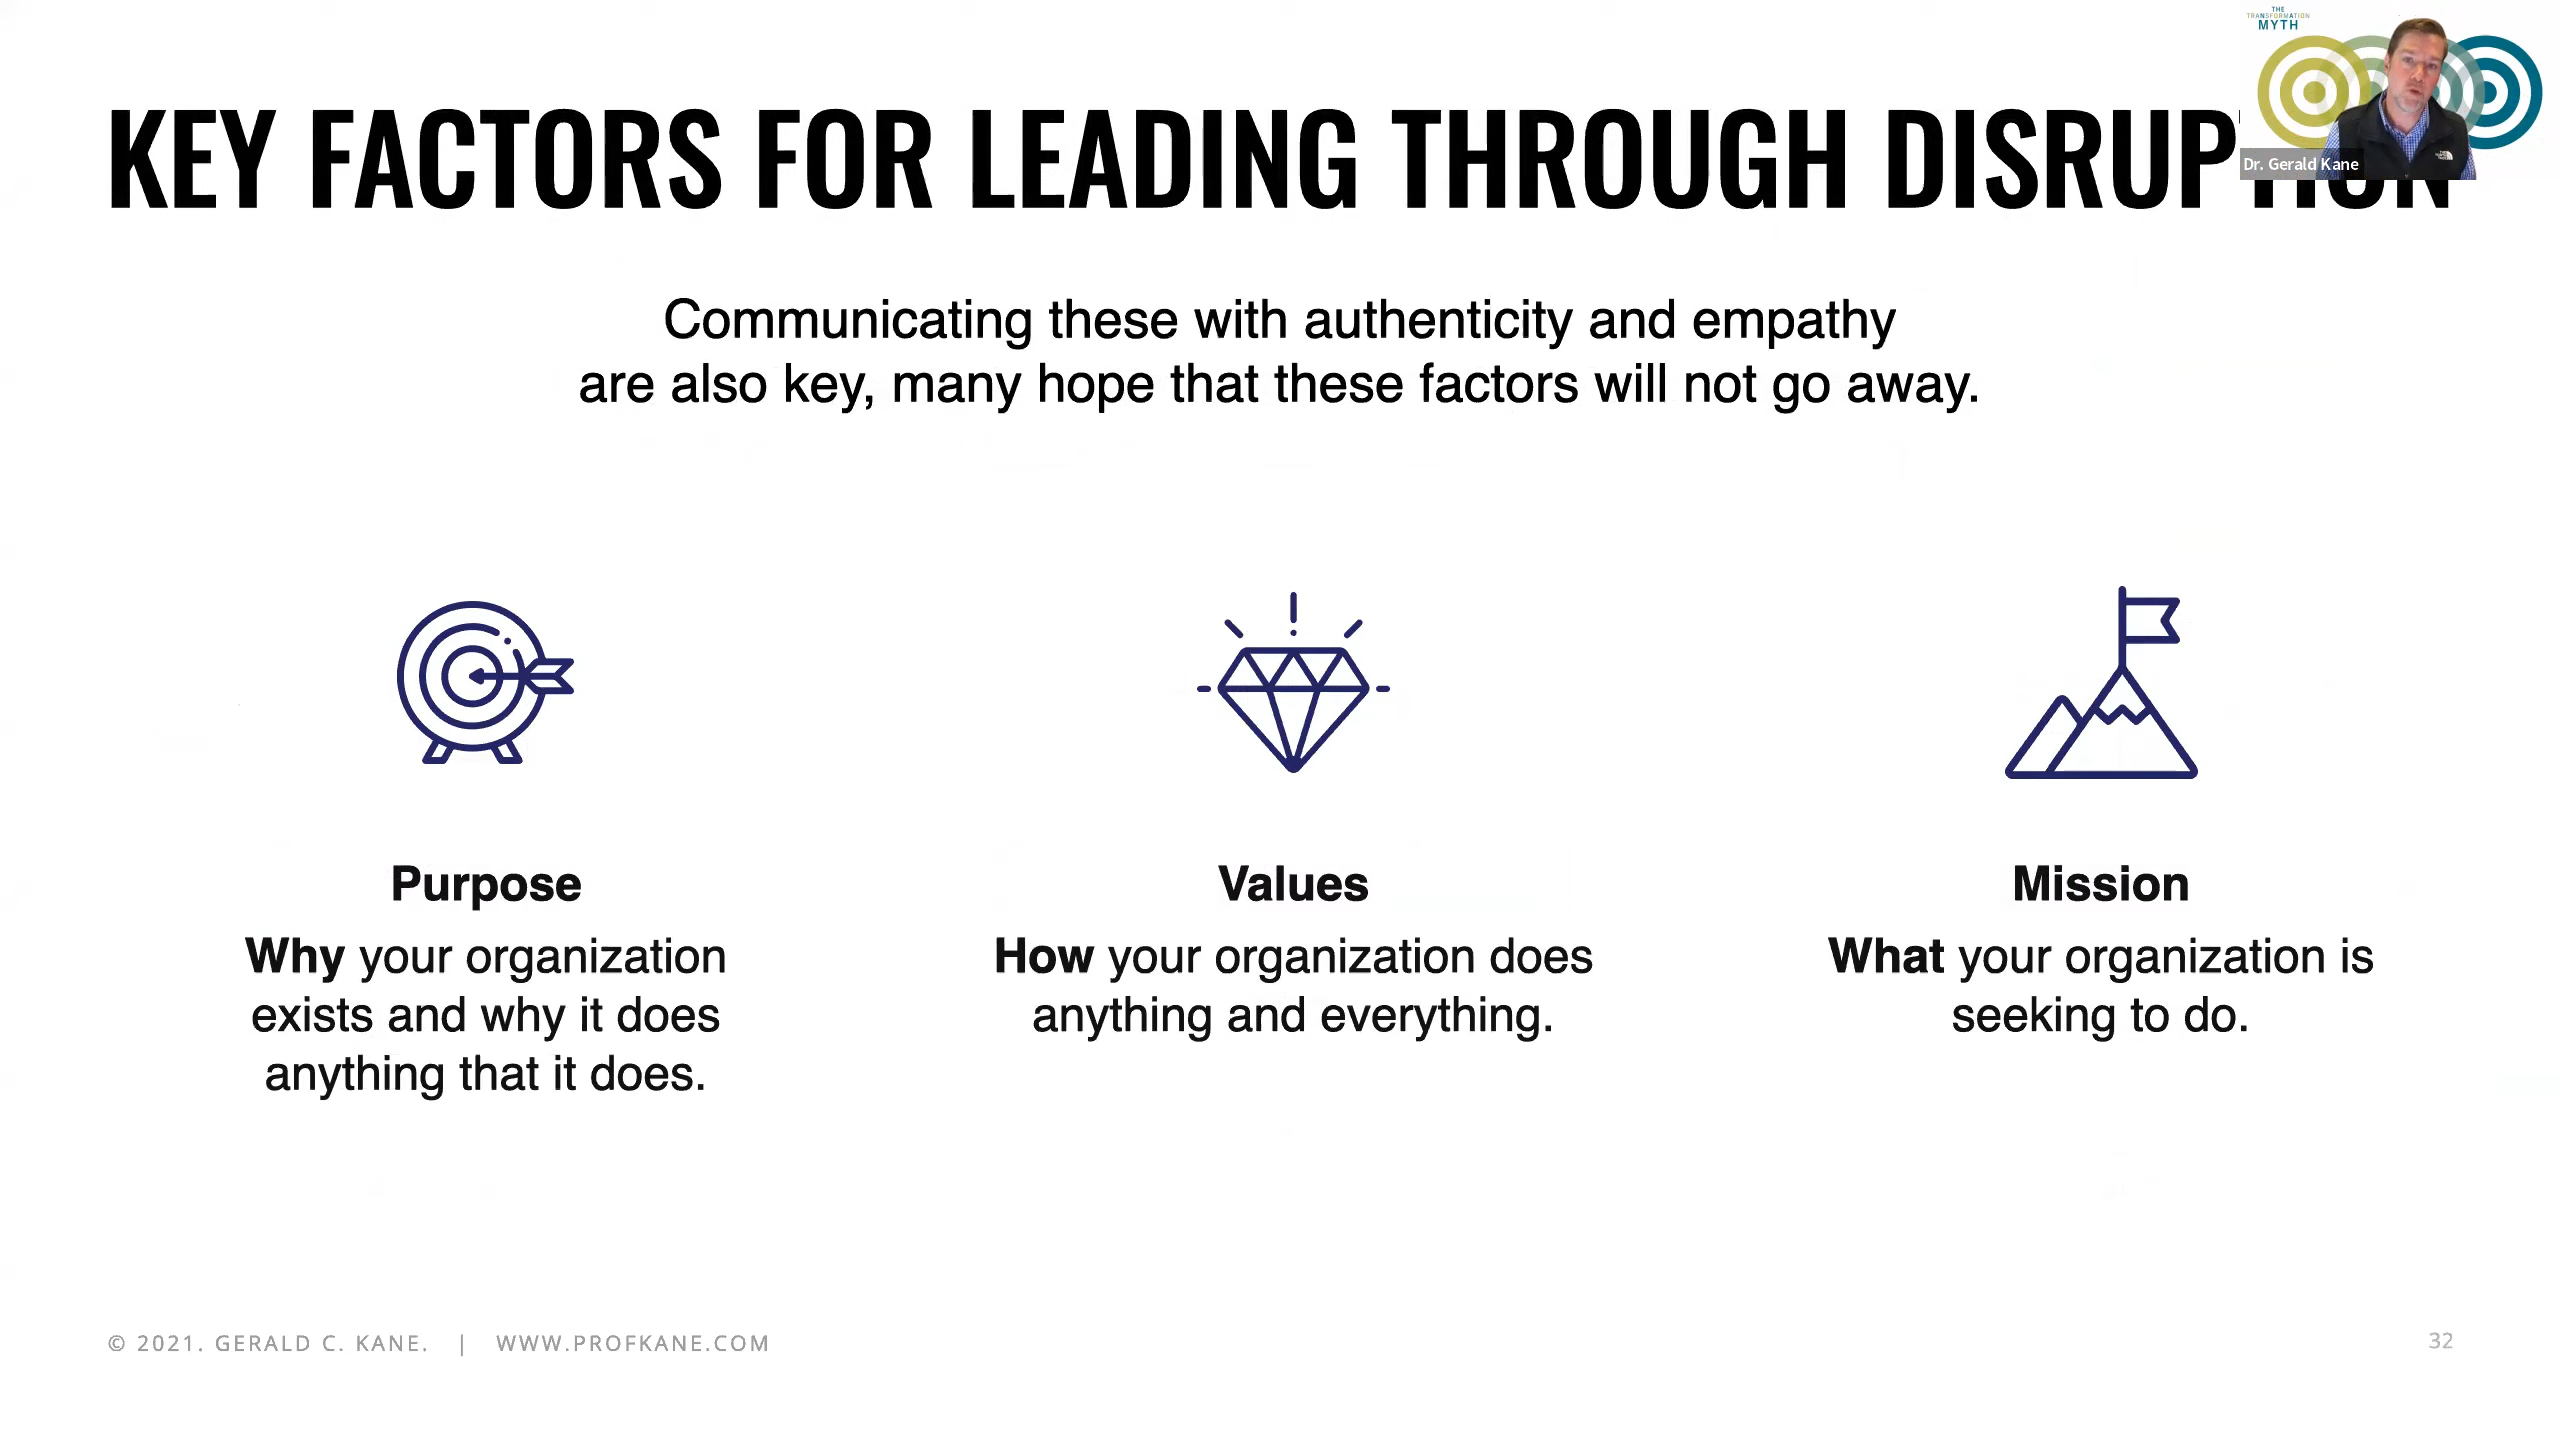 THE
TRANSFORMATION
MYTH
KEY FACTORS FOR LEADING THROUGH DISRUPTION
Dr. Gerald Kane
Communicating these with authenticity and empathy
are also key, many hope that these factors will not go away.
Purpose
Why your organization
exists and why it does
anything that it does.
Values
How your organization does
anything and everything.
Mission
What your organization is
seeking to do.
© 2021. GERALD C. KANE. | WWW.PROFKANE.COM
32